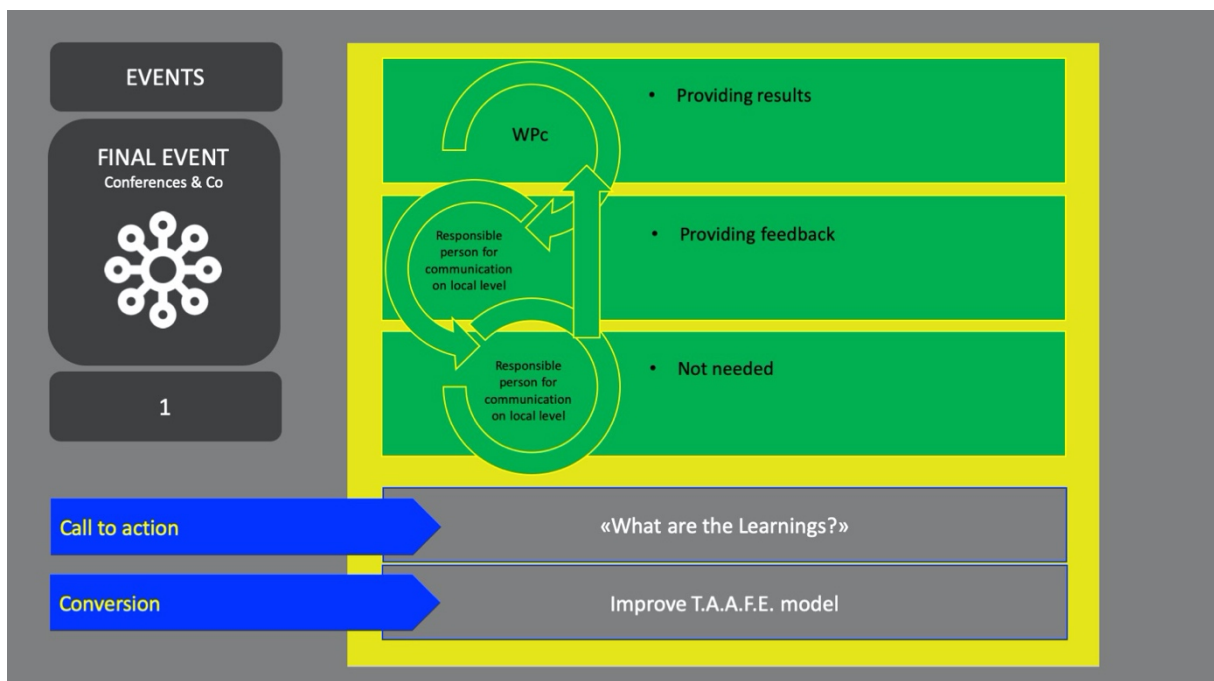 EVENTS
FINAL EVENT
Conferences & Co
1
WPc
• Providing results
Responsible
person for
communication
on local level
• Providing feedback
Responsible
person for
communication
on local level
• Not needed
Call to action
«What are the Learnings?»
Conversion
Improve T.A.A.F.E. model